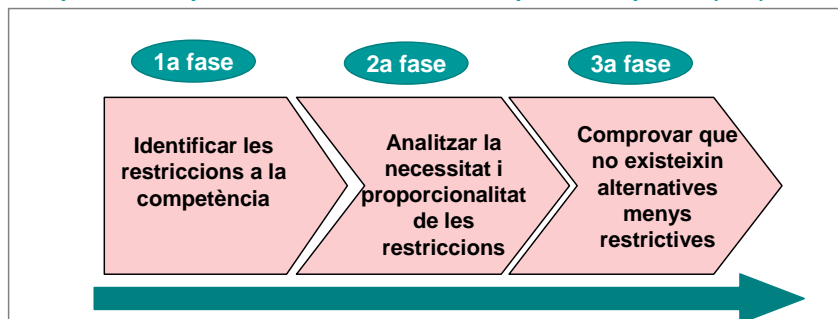 1a fase
2a fase
3a fase
Identificar les
restriccions a la
competència
Analitzar la
necessitat i
proporcionalitat
de les
restriccions
Comprovar que
no existeixin
alternatives
menys
restrictives